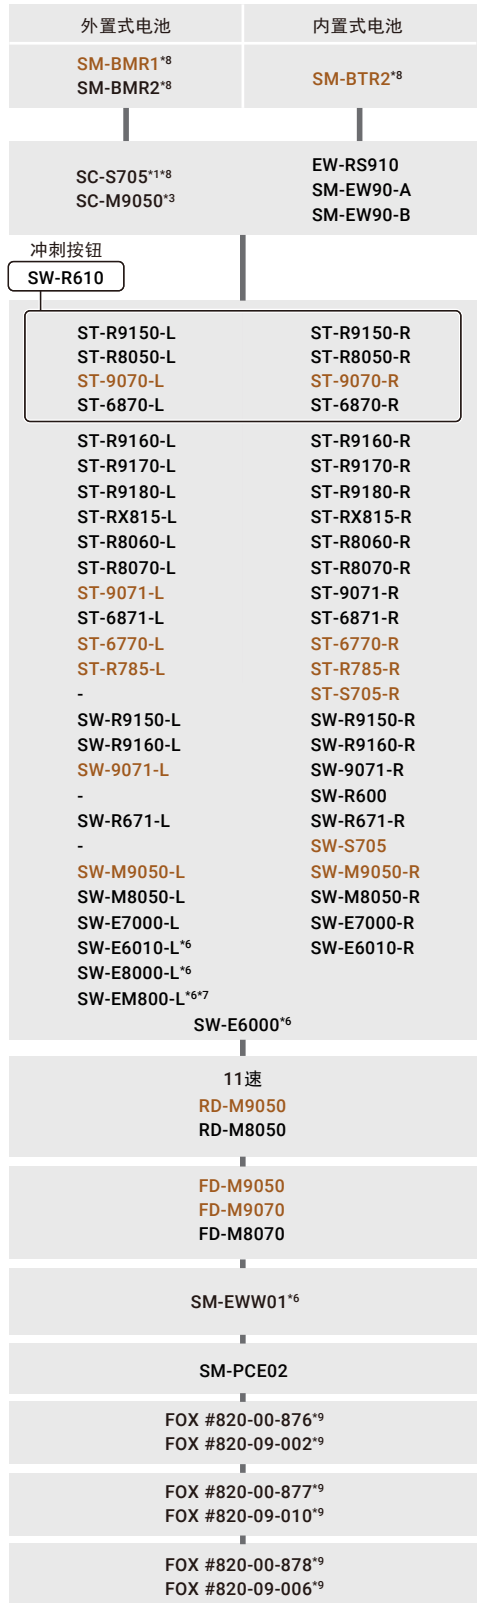 外置式电池 内置式电池
SM-BMR1*8
SM-BMR2*8
SM-BTR2*8
SC-S705*1*8
SC-M9050*3
EW-RS910
SM-EW90-A
SM-EW90-B
冲刺按钮
SW-R610
ST-R9150-L ST-R9150-R
ST-R8050-L ST-R8050-R
ST-9070-L ST-9070-R
ST-6870-L ST-6870-R
ST-R9160-L ST-R9160-R
ST-R9170-L ST-R9170-R
ST-R9180-L ST-R9180-R
ST-RX815-L ST-RX815-R
ST-R8060-L ST-R8060-R
ST-R8070-L ST-R8070-R
ST-9071-L ST-9071-R
ST-6871-L ST-6871-R
ST-6770-L ST-6770-R
ST-R785-L ST-R785-R
- ST-S705-R
SW-R9150-L SW-R9150-R
SW-R9160-L SW-R9160-R
SW-9071-L SW-9071-R
- SW-R600
SW-R671-L SW-R671-R
- SW-S705
SW-M9050-L SW-M9050-R
SW-M8050-L SW-M8050-R
SW-E7000-L SW-E7000-R
SW-E6010-L*6 SW-E6010-R
SW-E8000-L*6
SW-EM800-L*6*7
SW-E6000*6
11速
RD-M9050
RD-M8050
FD-M9050
FD-M9070
FD-M8070
SM-EWW01*6
SM-PCE02
FOX #820-00-876*9
FOX #820-09-002*9
FOX #820-00-877*9
FOX #820-09-010*9
FOX #820-00-878*9
FOX #820-09-006*9